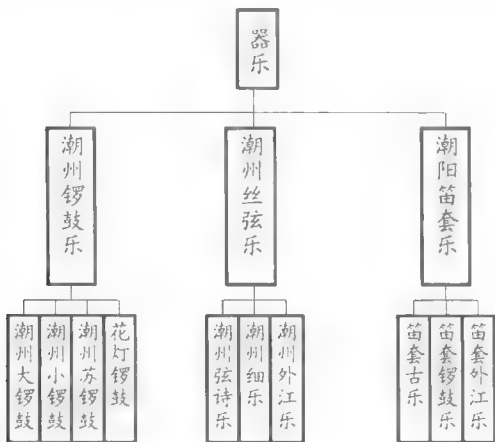 器乐
潮州锣鼓乐
潮州丝弦乐
潮阳笛套乐
潮州大锣鼓
潮州小锣鼓
潮州苏锣鼓
花灯锣鼓
潮州弦诗乐
潮州细乐
潮州外江乐
笛套古乐
笛套锣鼓乐
笛套外江乐